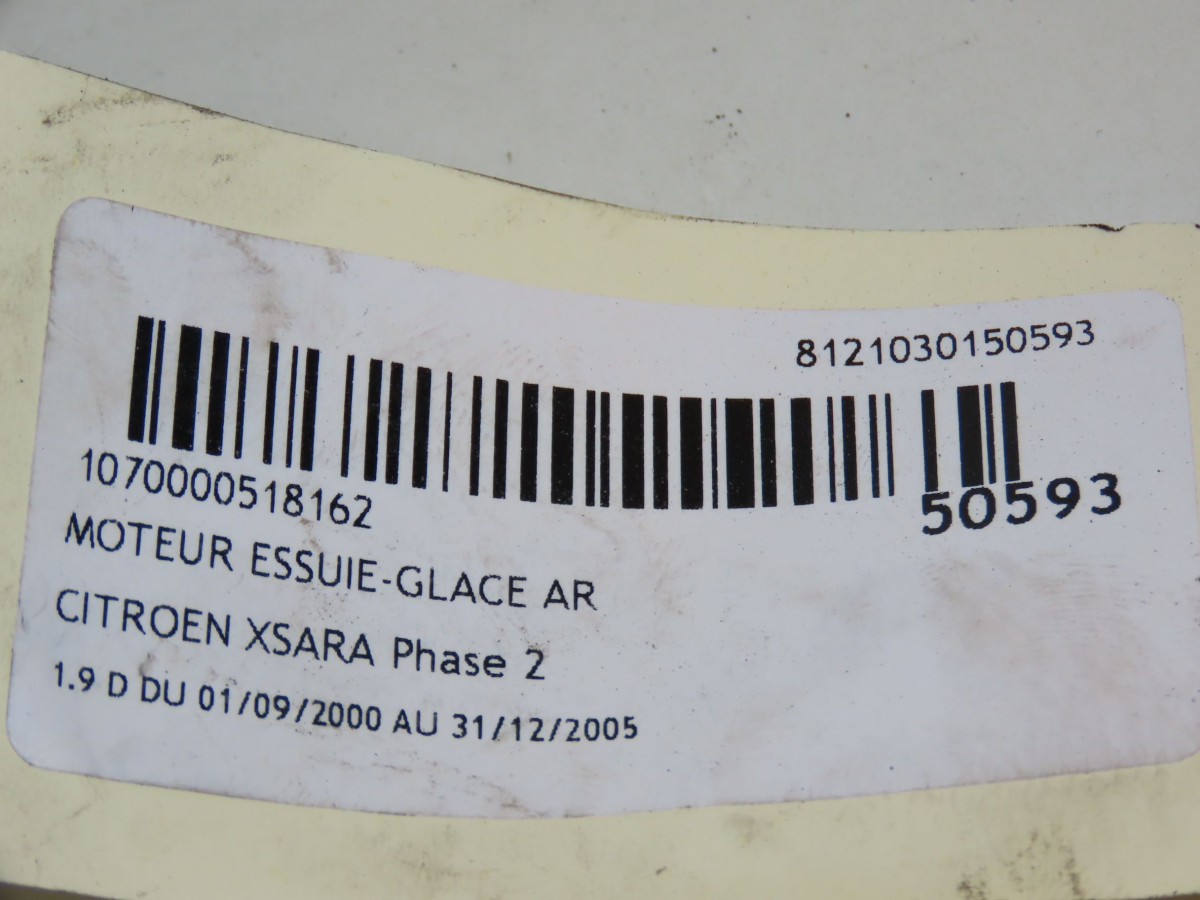 8121030150593
1070000518162
50593
MOTEUR ESSUIE-GLACE AR
CITROEN XSARA Phase 2
1.9 D DU 01/09/2000 AU 31/12/2005